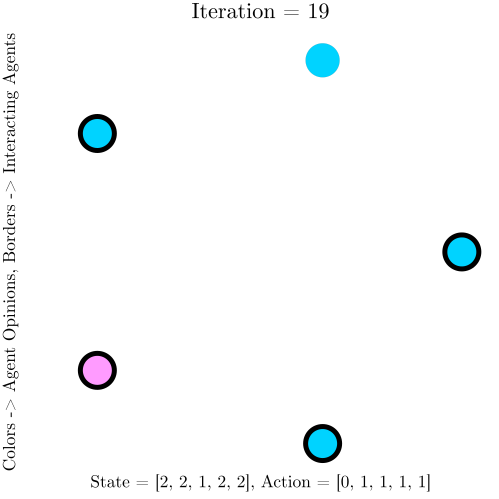 Iteration = 19
Colors -> Agent Opinions, Borders -> Interacting Agents
State = [2, 2, 1, 2, 2], Action = [0, 1, 1, 1, 1]